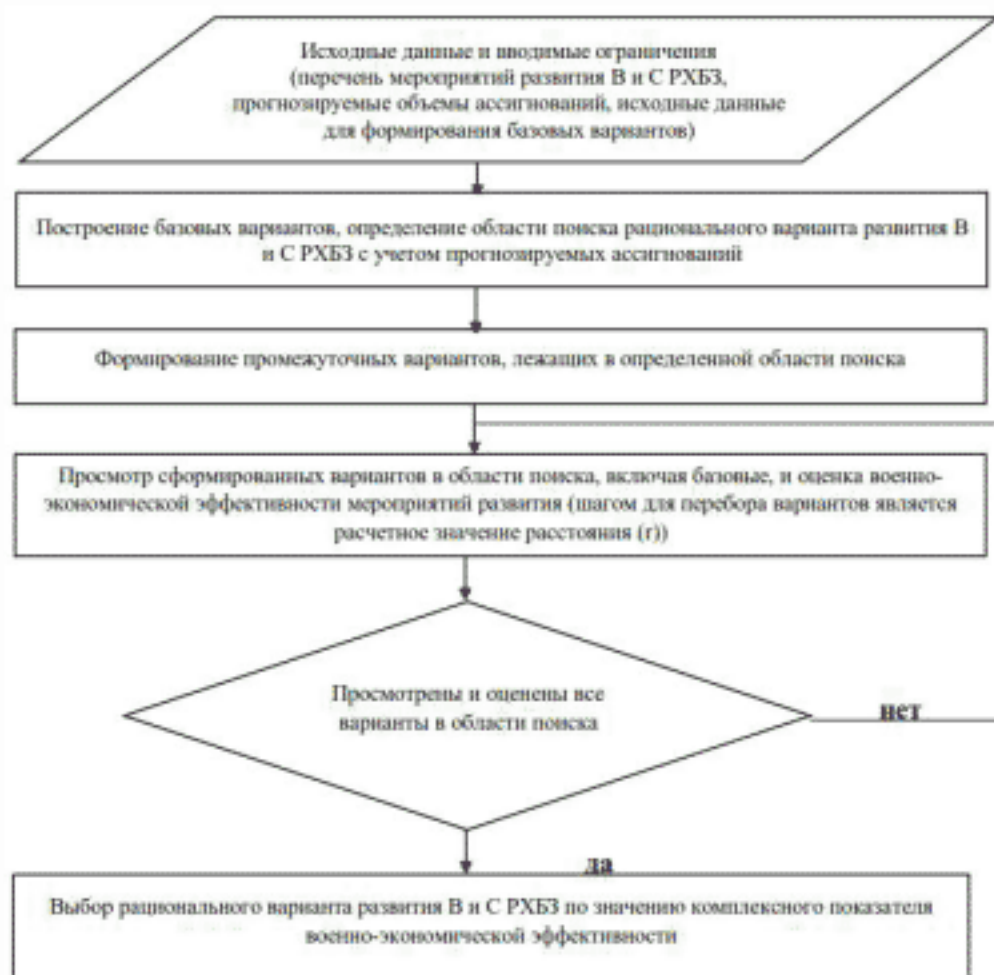 Исходные данные и вводимые ограничения
(перечень мероприятий развития В и С РХБЗ,
прогнозируемые объемы ассигнований, исходные данные
для формирования базовых вариантов)
Построение базовых вариантов, определение области поиска рационального варианта развития В
и С РХБЗ с учетом прогнозируемых ассигнований
Формирование промежуточных вариантов, лежащих в определенной области поиска
Просмотр сформированных вариантов в области поиска, включая базовые, и оценка военно-
экономической эффективности мероприятий развития (шагом для перебора вариантов является
расчетное значение расстояния (r))
Просмотрены и оценены все
варианты в области поиска
нет
да
Выбор рационального варианта развития В и С РХБЗ по значению комплексного показателя
военно-экономической эффективности